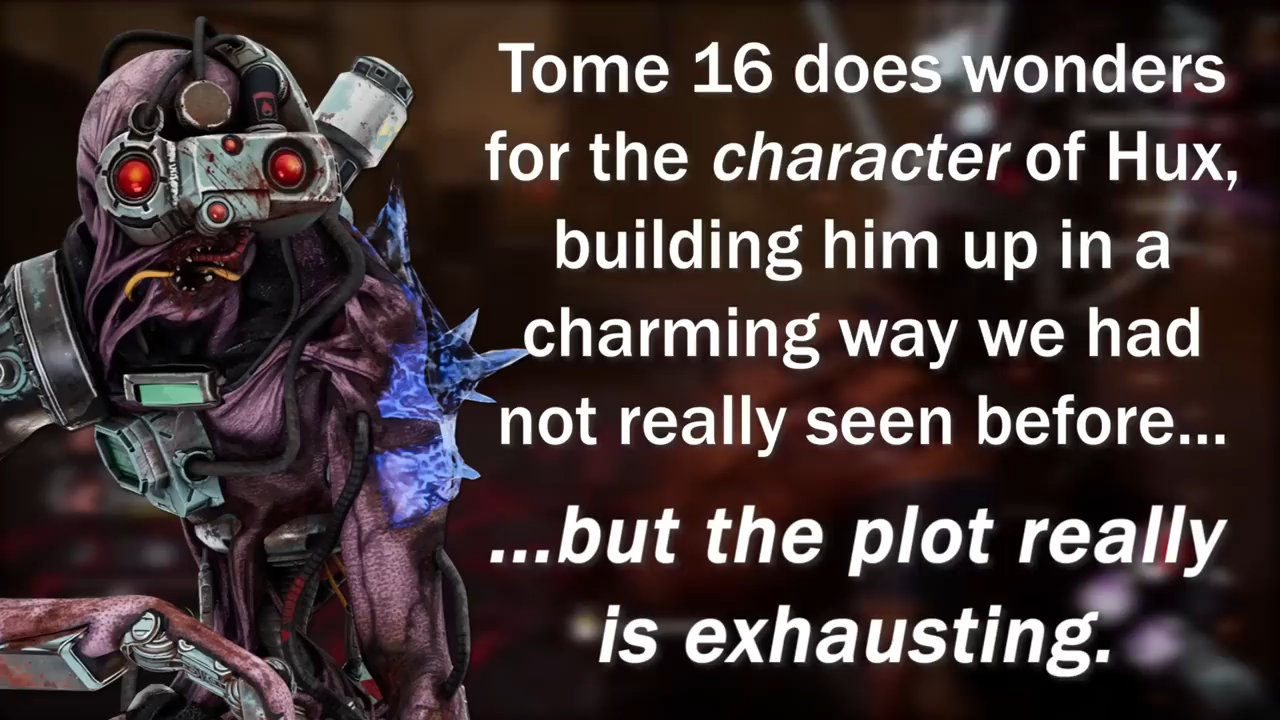 Tome 16 does wonders
for the character of Hux,
building him up in a
charming way we had
not really seen before...
...but the plot really
is exhausting.